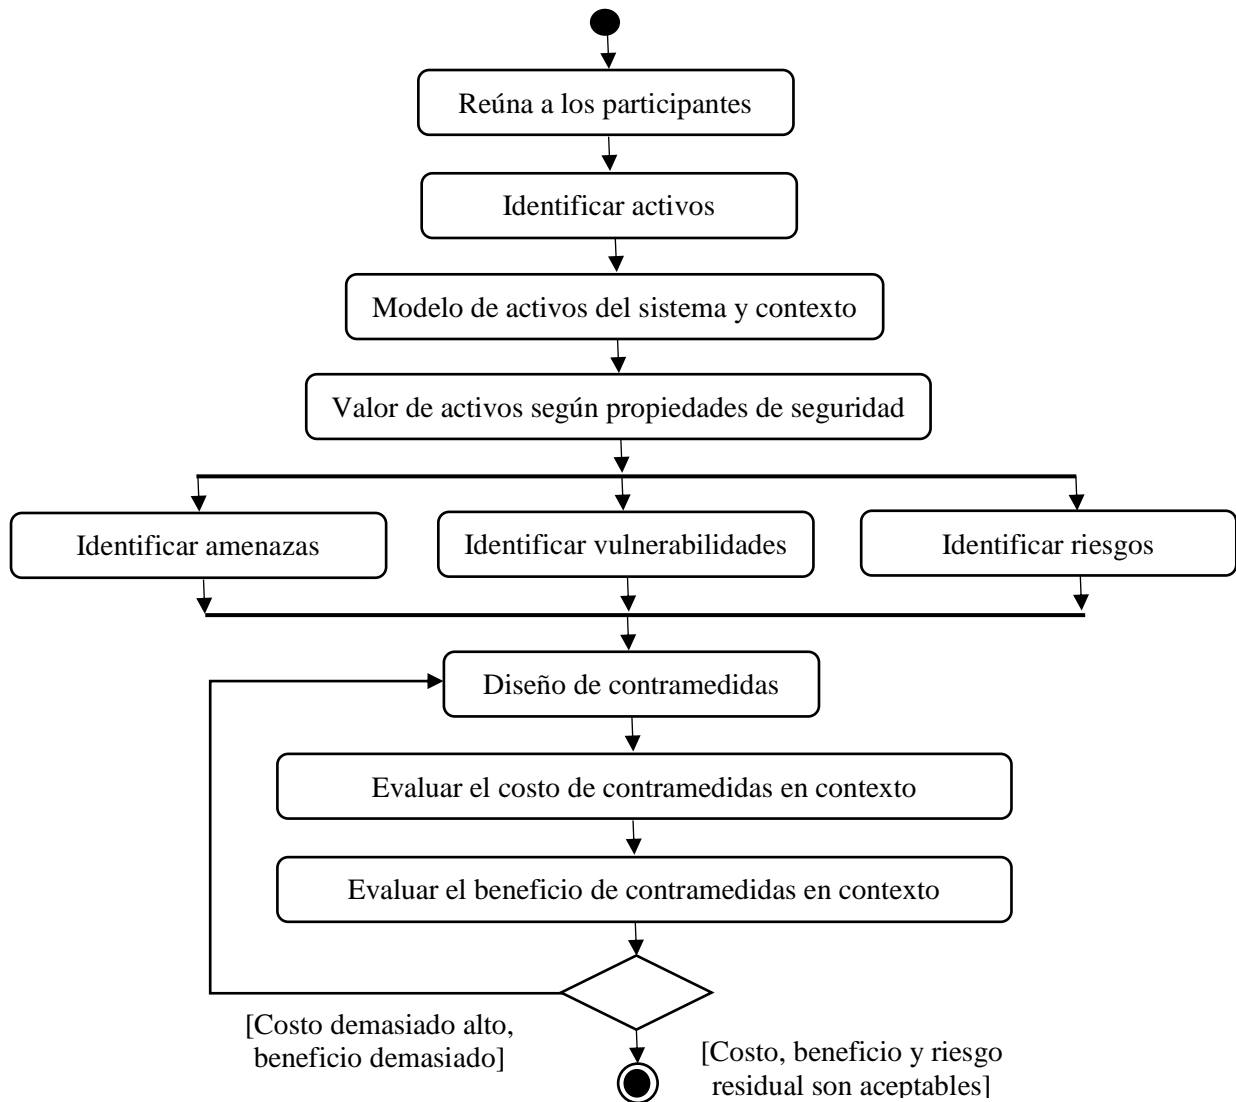 Reúna a los participantes
Identificar activos
Modelo de activos del sistema y contexto
Valor de activos según propiedades de seguridad
Identificar amenazas
Identificar vulnerabilidades
Identificar riesgos
Diseño de contramedidas
Evaluar el costo de contramedidas en contexto
Evaluar el beneficio de contramedidas en contexto
[Costo demasiado alto,
beneficio demasiado]
[Costo, beneficio y riesgo
residual son aceptables]